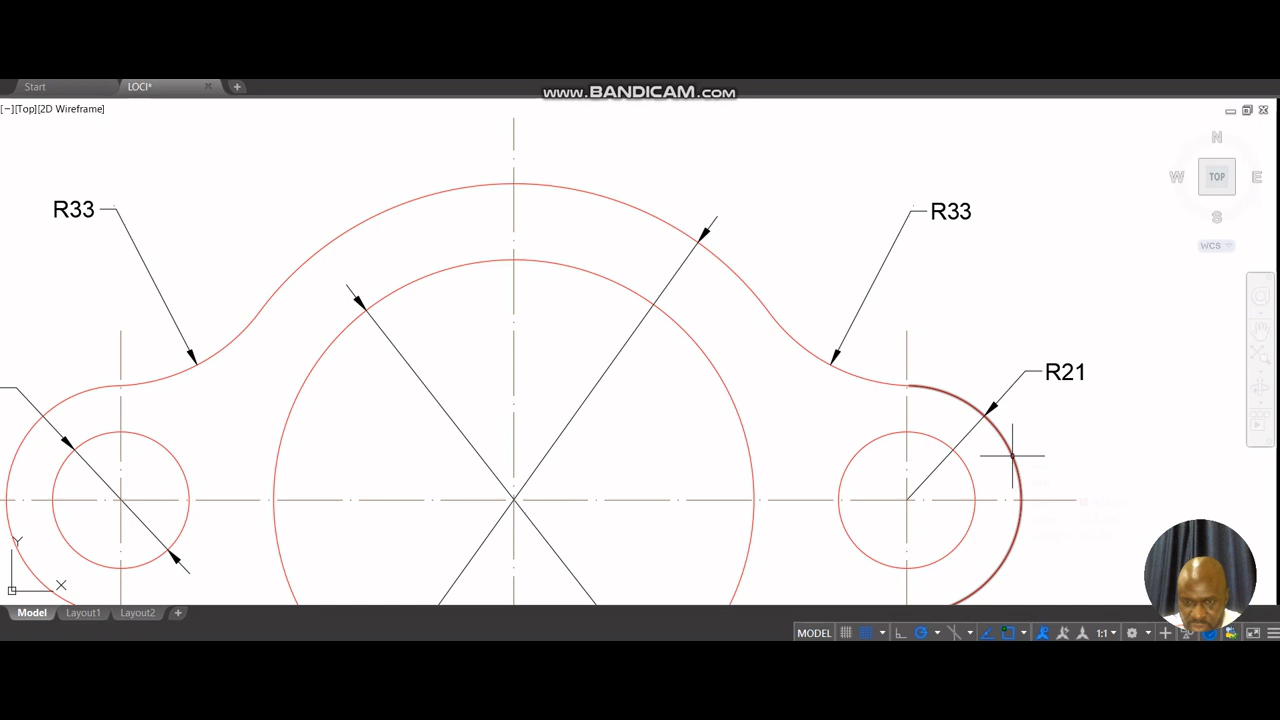 Start
LOCI*
WWW.BANDICAM.COM
[−][Top][2D Wireframe]
N
W
TOP
E
S
WCS
R33
R33
R21
Y
X
Model
Layout1
Layout2
MODEL
1:1